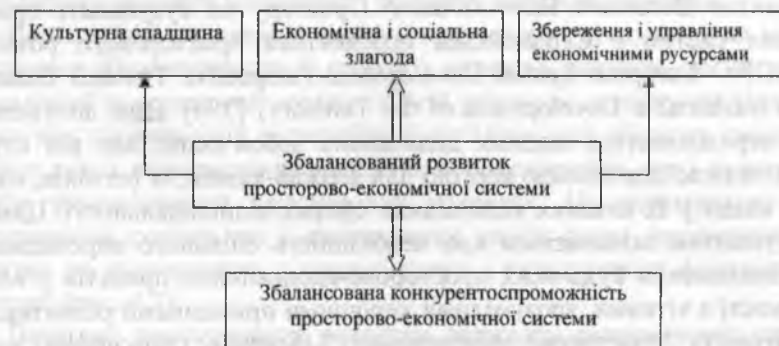 Культурна спадщина
Економічна і соціальна
злагода
Збереження і управління
економічними русурсами
Збалансований розвиток
просторово-економічної системи
Збалансована конкурентоспроможність
просторово-економічної системи